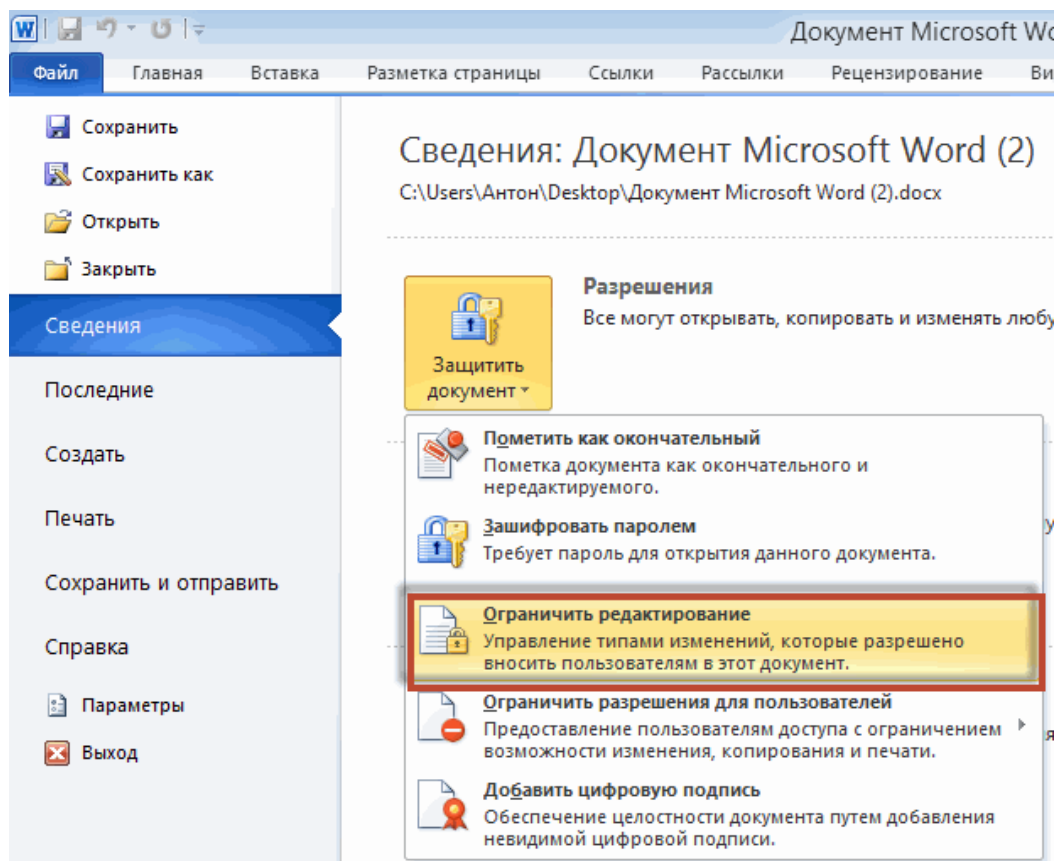 Документ Microsoft Wo
Файл Главная Вставка Разметка страницы Ссылки Рассылки Рецензирование Ви
Сохранить
Сохранить как
Открыть
Закрыть
Сведения
Последние
Создать
Печать
Сохранить и отправить
Справка
Параметры
Выход
Сведения: Документ Microsoft Word (2)
C:\Users\Антон\Desktop\Документ Microsoft Word (2).docx
Защитить
документ
Разрешения
Все могут открывать, копировать и изменять любу
Пометить как окончательный
Пометка документа как окончательного и
нередактируемого.
Зашифровать паролем
Требует пароль для открытия данного документа.
Ограничить редактирование
Управление типами изменений, которые разрешено
вносить пользователям в этот документ.
Ограничить разрешения для пользователей
Предоставление пользователям доступа с ограничением
возможности изменения, копирования и печати.
Добавить цифровую подпись
Обеспечение целостности документа путем добавления
невидимой цифровой подписи.